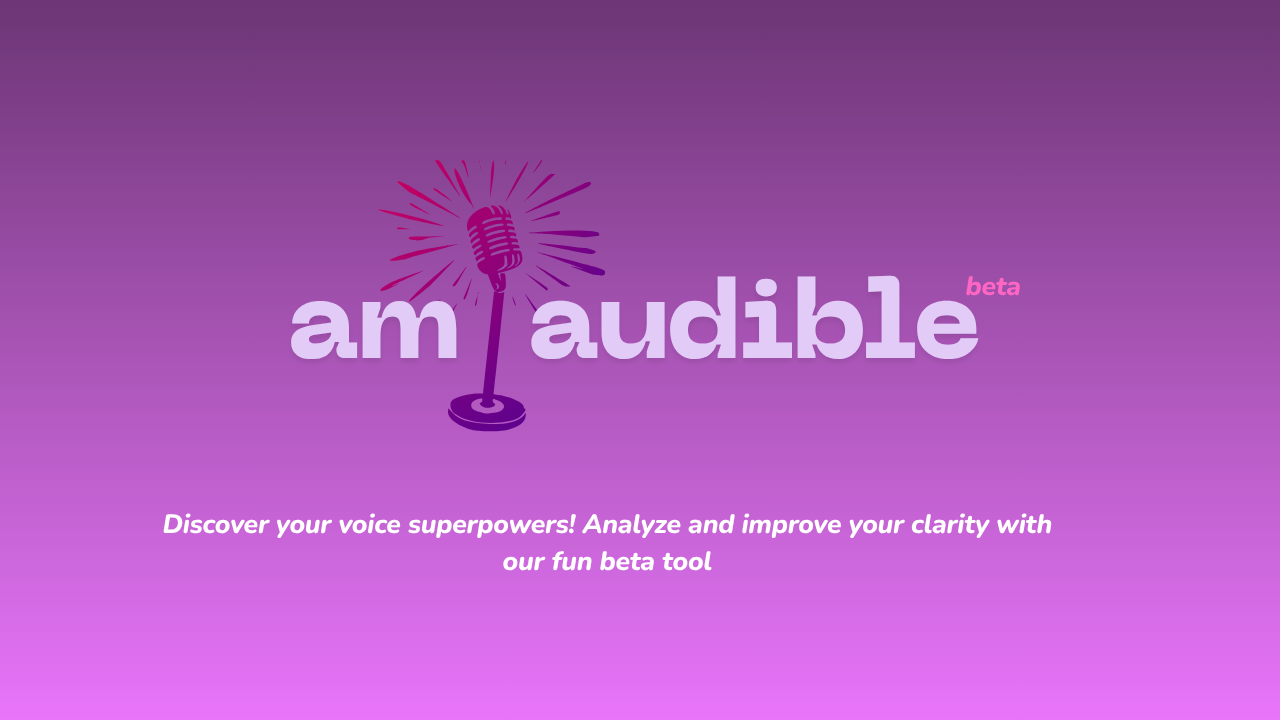 am audible beta
Discover your voice superpowers! Analyze and improve your clarity with
our fun beta tool